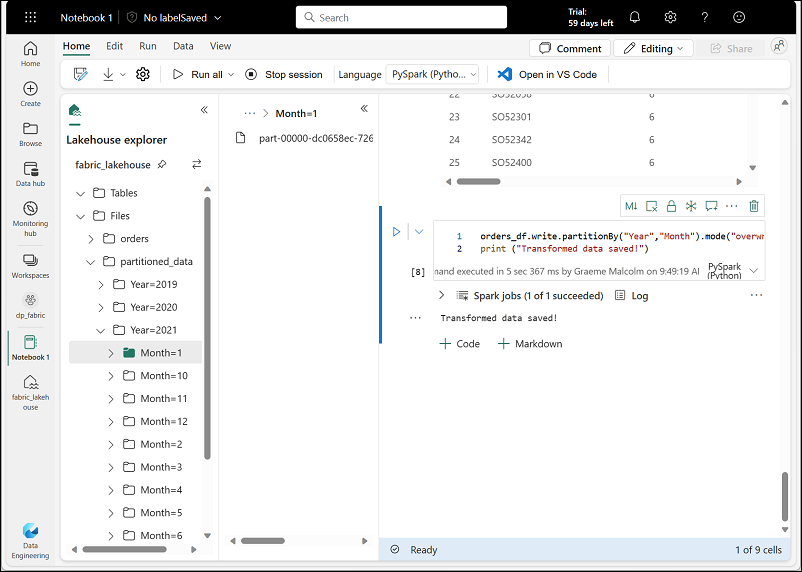 Notebook 1
No label Saved
Search
Trial:
59 days left
Home
Edit
Run
Data
View
Comment
Editing
Share
Run all
Stop session
Language
PySpark (Pytho...
Open in VS Code
Home
Create
Browse
Data hub
Monitoring
hub
Workspaces
dp_fabric
Notebook 1
fabric_lakeho
use
Data
Engineering
Lakehouse explorer
fabric_lakehouse
Tables
Files
orders
partitioned_data
Year=2019
Year=2020
Year=2021
Month=1
Month=10
Month=11
Month=12
Month=2
Month=3
Month=4
Month=5
Month=6
... > Month=1
part-00000-dc0658ec-726
22 6
23 SO52301 6
24 SO52342 6
25 SO52400 6
M↓
1 orders_df.write.partitionBy("Year","Month").mode("overw
2 print ("Transformed data saved!")
[8]
mand executed in 5 sec 367 ms by Graeme Malcolm on 9:49:19 A
PySpark
(Python)
Spark jobs (1 of 1 succeeded)
Log
Transformed data saved!
+ Code
+ Markdown
Ready
1 of 9 cells